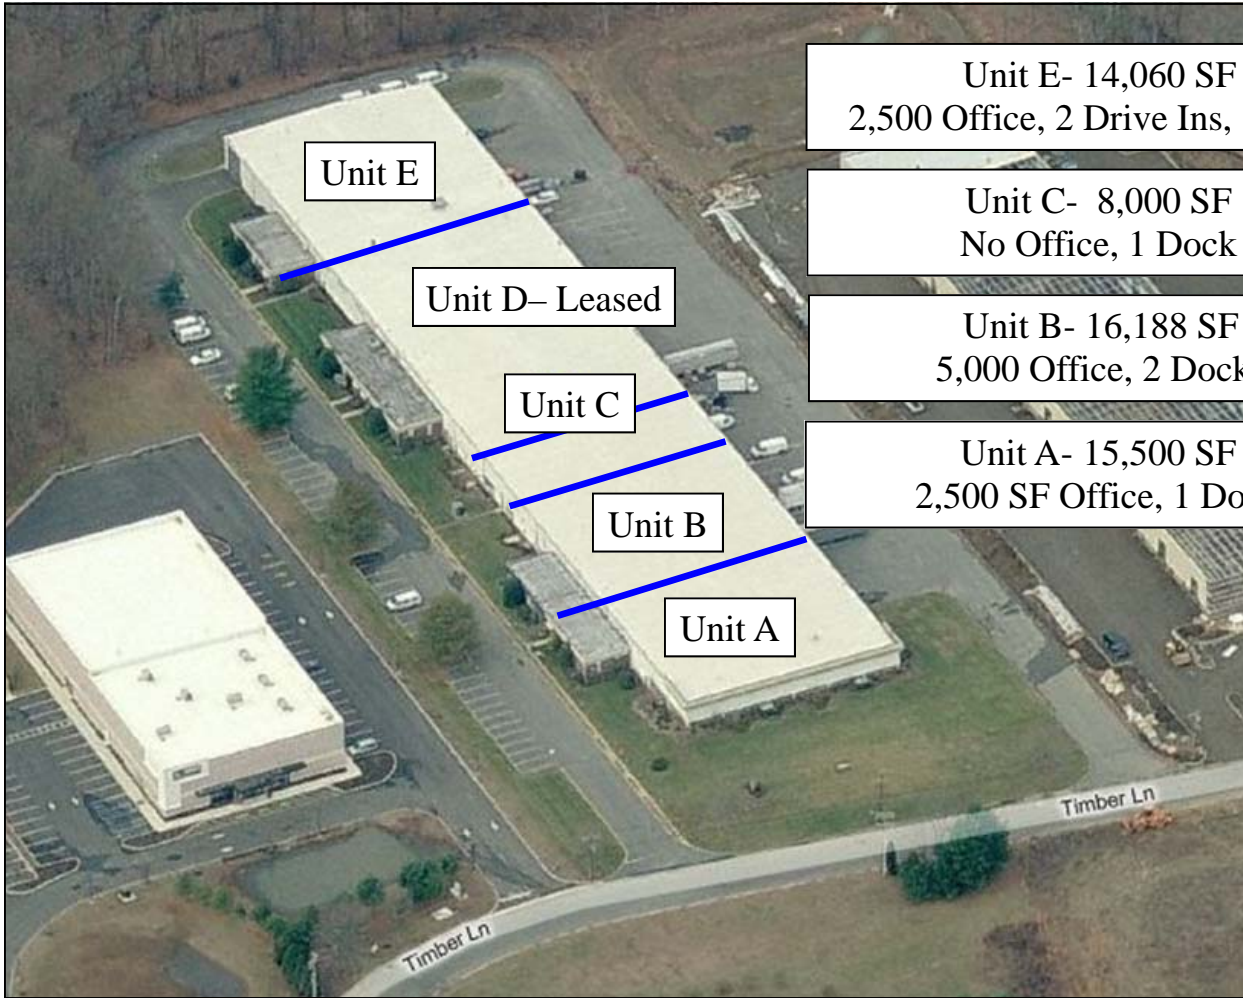 Unit E- 14,060 SF
2,500 Office, 2 Drive Ins,
Unit E
Unit C-  8,000 SF
No Office, 1 Dock
Unit D– Leased
Unit B- 16,188 SF
5,000 Office, 2 Dock
Unit C
Unit A- 15,500 SF
2,500 SF Office, 1 Do
Unit B
Unit A
Timber Ln
Timber Ln